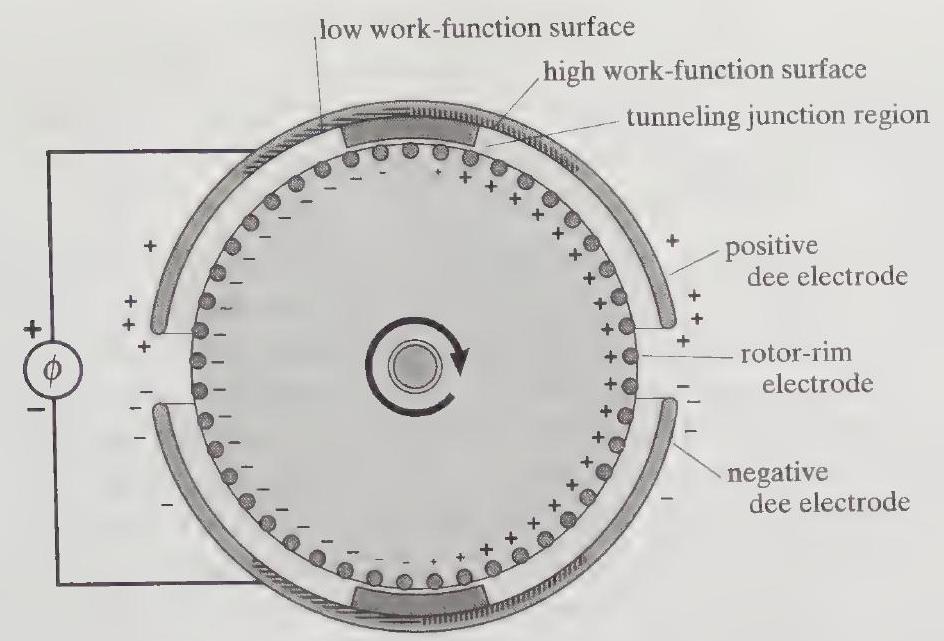 low work-function surface
high work-function surface
tunneling junction region
positive
dee electrode
rotor-rim
electrode
negative
dee electrode
+
ϕ
−